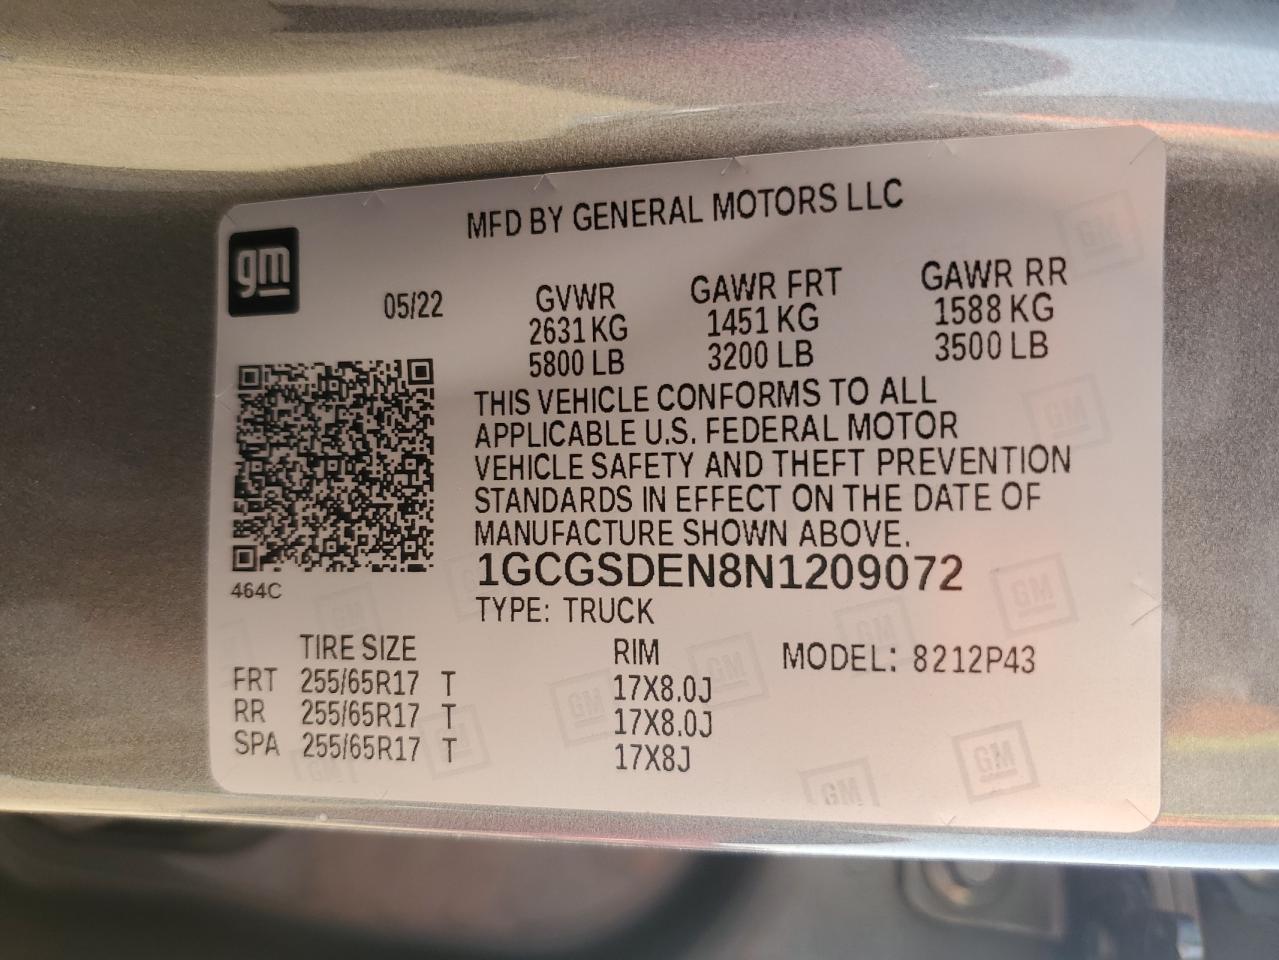 MFD BY GENERAL MOTORS LLC
gm
05/22
GVWR GAWR FRT GAWR RR
2631 KG 1451 KG 1588 KG
5800 LB 3200 LB 3500 LB
THIS VEHICLE CONFORMS TO ALL
APPLICABLE U.S. FEDERAL MOTOR
VEHICLE SAFETY AND THEFT PREVENTION
STANDARDS IN EFFECT ON THE DATE OF
MANUFACTURE SHOWN ABOVE.
1GCGSDEN8N1209072
464C
TYPE: TRUCK
TIRE SIZE RIM MODEL: 8212P43
FRT 255/65R17 T 17X8.0J
RR 255/65R17 T 17X8.0J
SPA 255/65R17 T 17X8J